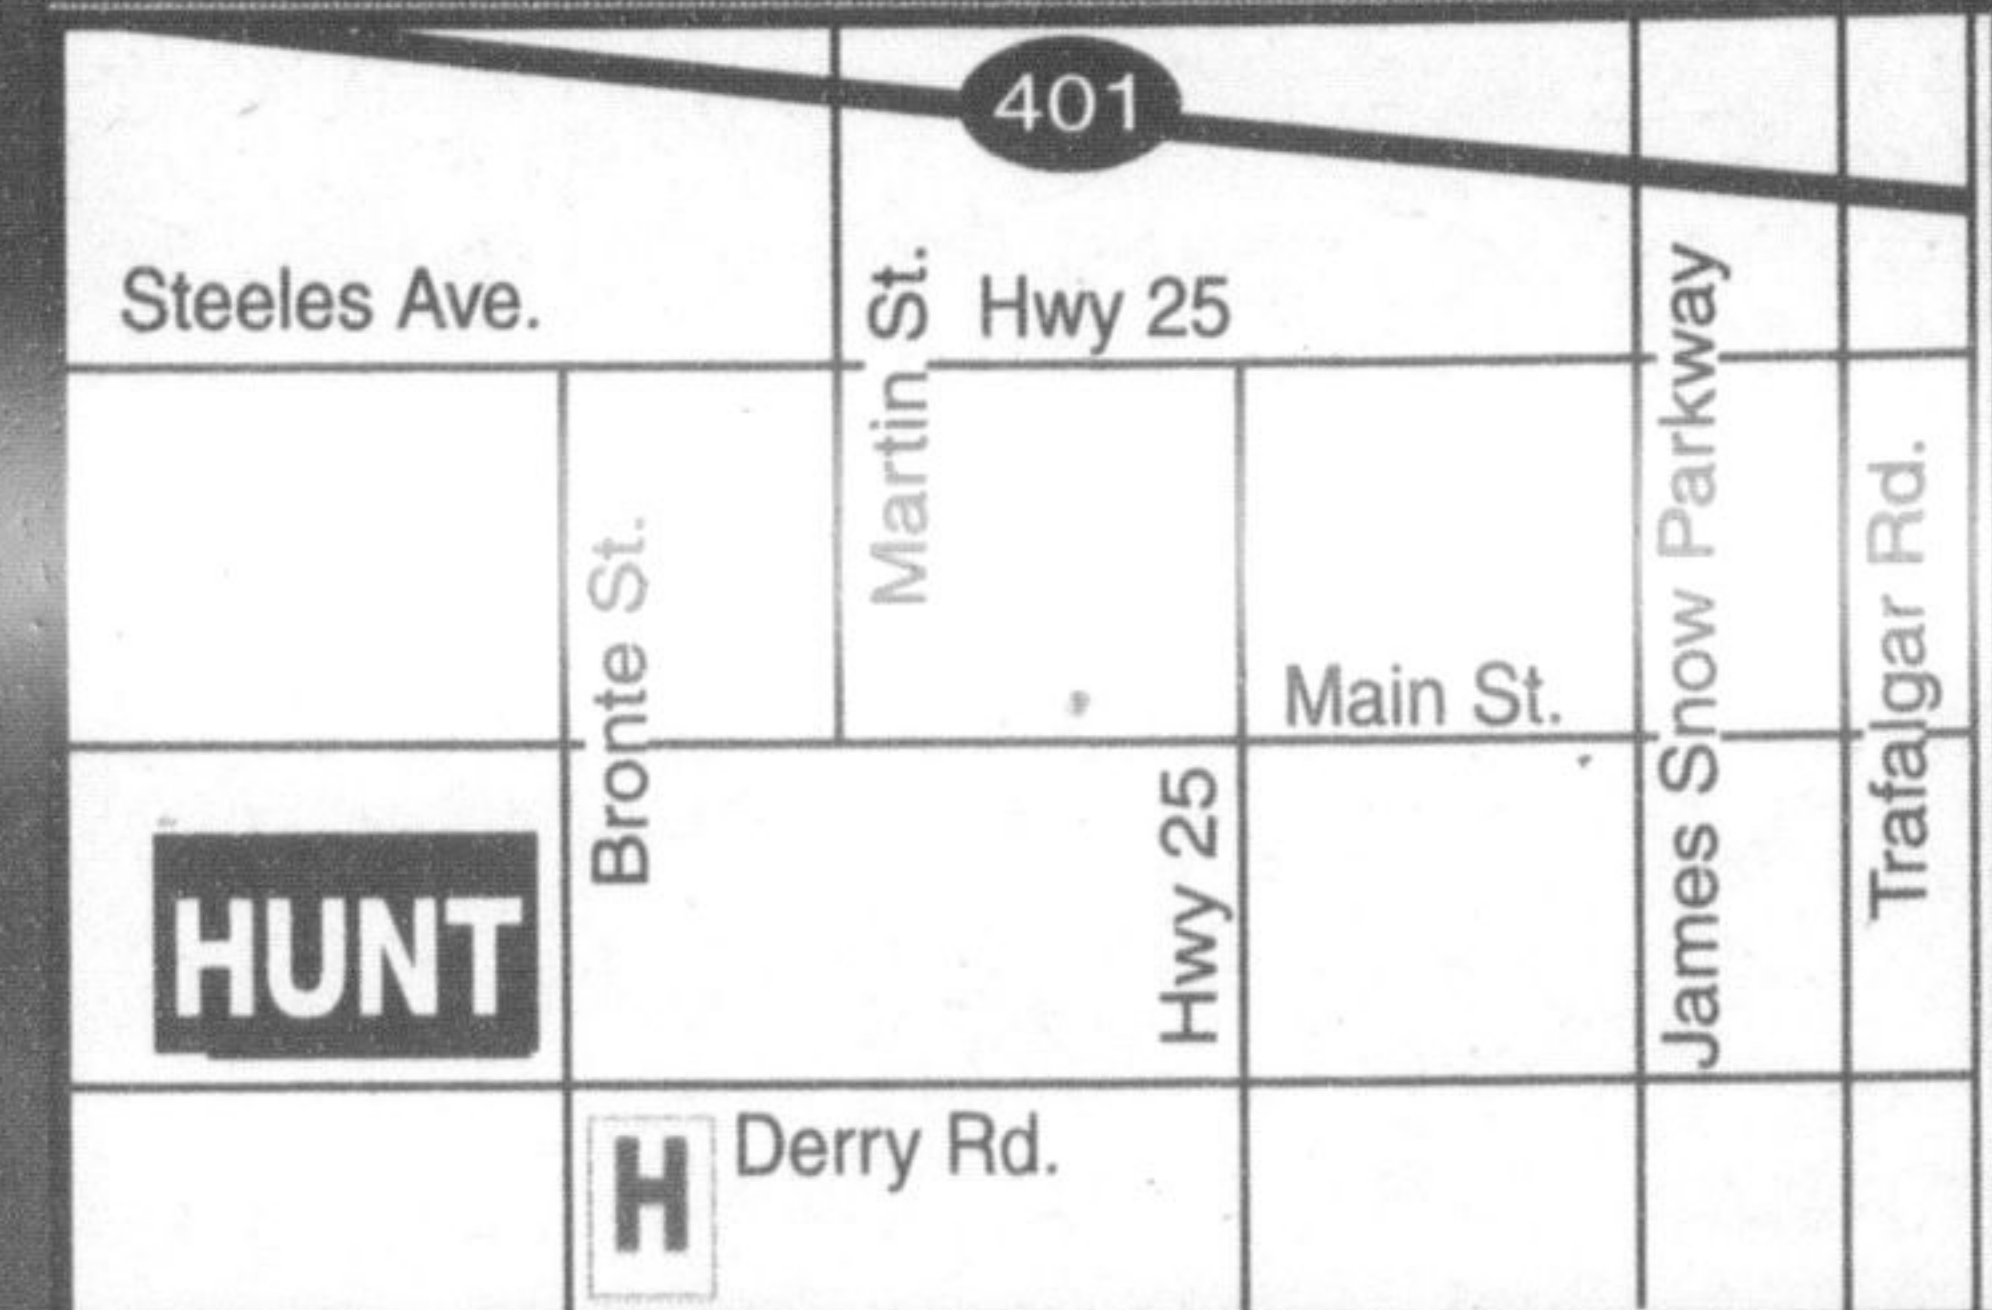 401
Steeles Ave.
Martin St.
Hwy 25
James Snow Parkway
Trafalgar Rd.
Bronte St.
Main St.
Hwy 25
HUNT
H
Derry Rd.